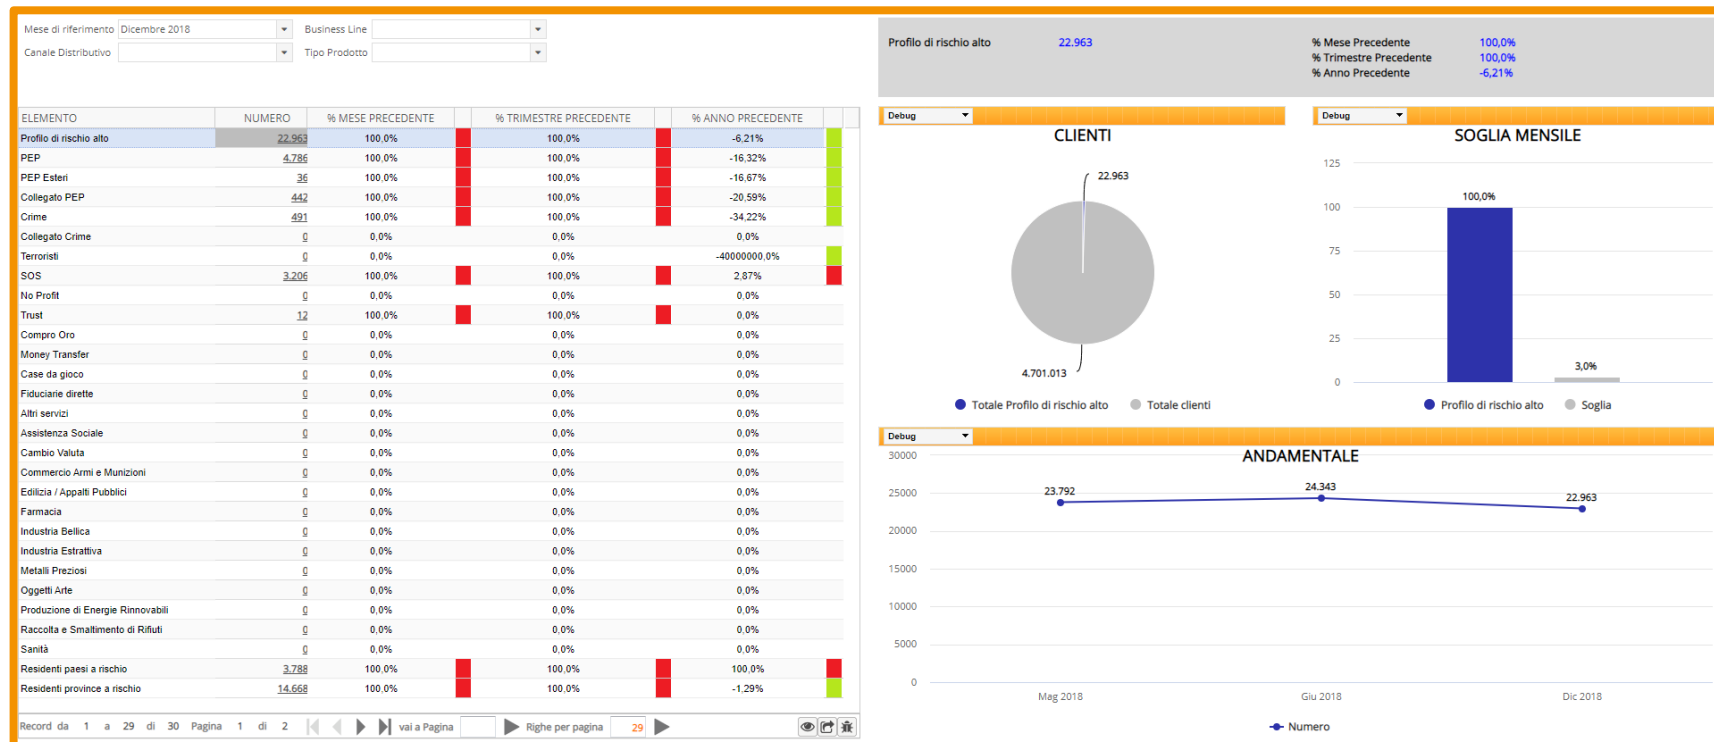 Mese di riferimento Dicembre 2018 Business Line
Canale Distributivo Tipo Prodotto
ELEMENTO NUMERO % MESE PRECEDENTE % TRIMESTRE PRECEDENTE % ANNO PRECEDENTE
Profilo di rischio alto 22.963 100,0% 100,0% -6,21%
PEP 4.786 100,0% 100,0% -16,32%
PEP Esteri 36 100,0% 100,0% -16,67%
Collegato PEP 442 100,0% 100,0% -20,59%
Crime 491 100,0% 100,0% -34,22%
Collegato Crime 0 0,0% 0,0% 0,0%
Terroristi 0 0,0% 0,0% -40000000,0%
SOS 3.206 100,0% 100,0% 2,87%
No Profit 0 0,0% 0,0% 0,0%
Trust 12 100,0% 100,0% 0,0%
Compro Oro 0 0,0% 0,0% 0,0%
Money Transfer 0 0,0% 0,0% 0,0%
Case da gioco 0 0,0% 0,0% 0,0%
Fiduciarie dirette 0 0,0% 0,0% 0,0%
Altri servizi 0 0,0% 0,0% 0,0%
Assistenza Sociale 0 0,0% 0,0% 0,0%
Cambio Valuta 0 0,0% 0,0% 0,0%
Commercio Armi e Munizioni 0 0,0% 0,0% 0,0%
Edilizia / Appalti Pubblici 0 0,0% 0,0% 0,0%
Farmacia 0 0,0% 0,0% 0,0%
Industria Bellica 0 0,0% 0,0% 0,0%
Industria Estrattiva 0 0,0% 0,0% 0,0%
Metalli Preziosi 0 0,0% 0,0% 0,0%
Oggetti Arte 0 0,0% 0,0% 0,0%
Produzione di Energie Rinnovabili 0 0,0% 0,0% 0,0%
Raccolta e Smaltimento di Rifiuti 0 0,0% 0,0% 0,0%
Sanità 0 0,0% 0,0% 0,0%
Residenti paesi a rischio 3.788 100,0% 100,0% 100,0%
Residenti province a rischio 14.668 100,0% 100,0% -1,29%
Record da 1 a 29 di 30 Pagina 1 di 2 vai a Pagina Righe per pagina 29
Profilo di rischio alto 22.963 % Mese Precedente 100,0%
% Trimestre Precedente 100,0%
% Anno Precedente -6,21%
Debug
CLIENTI
22.963
4.701.013
Totale Profilo di rischio alto Totale clienti
Debug
SOGLIA MENSILE
125
100
75
50
25
0
100,0%
3,0%
Profilo di rischio alto Soglia
Debug
ANDAMENTALE
30000
25000
20000
15000
10000
5000
0
23.792 24.343 22.963
Mag 2018 Giu 2018 Dic 2018
Numero